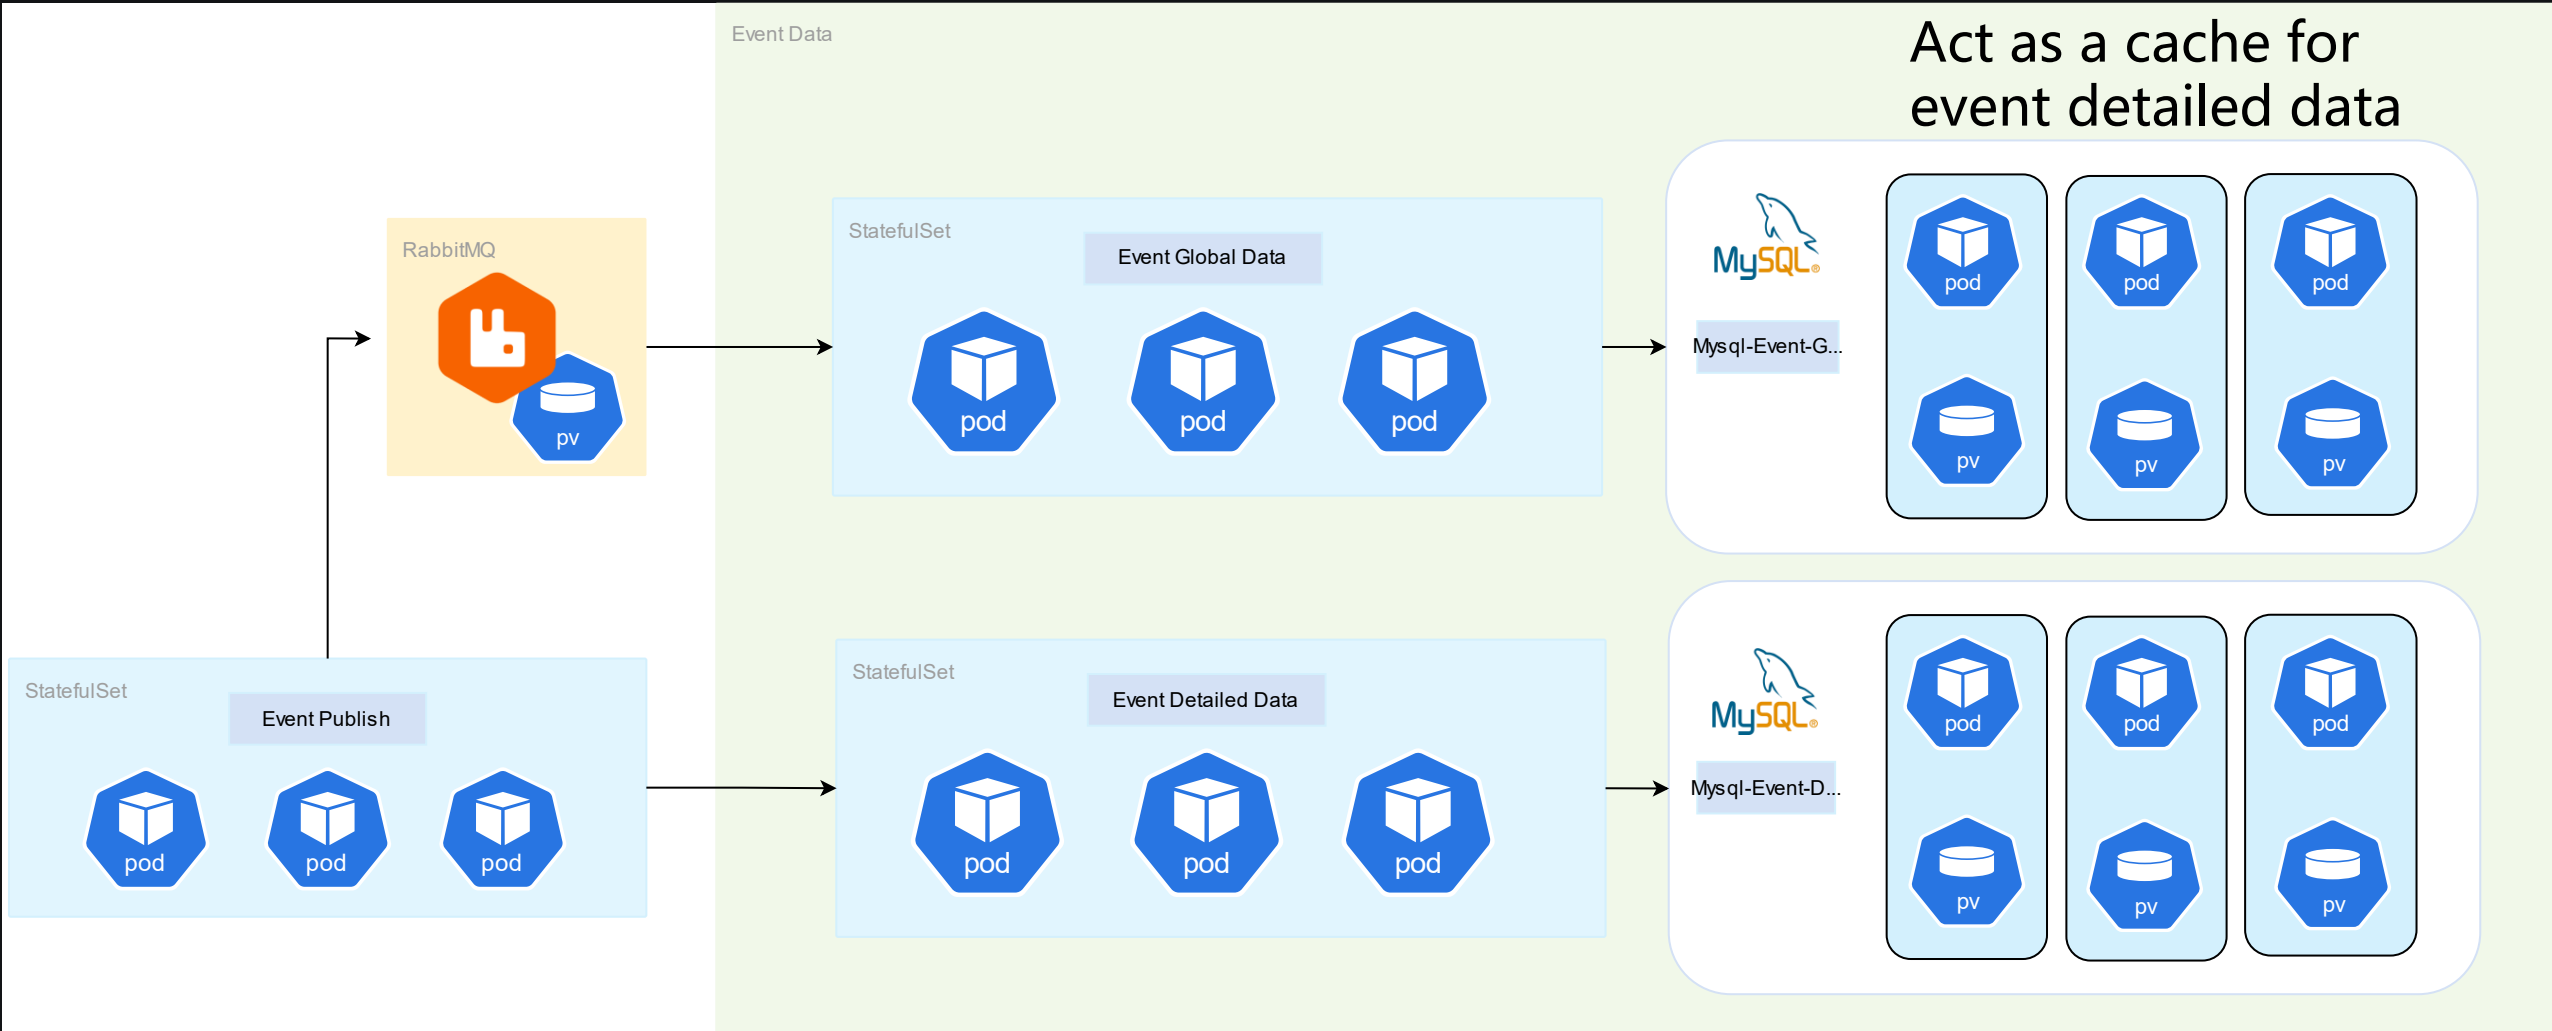 Event Data
Act as a cache for
event detailed data
RabbitMQ
pv
StatefulSet
Event Global Data
pod
pod
pod
MySQL®
Mysql-Event-G...
pod
pod
pod
pv
pv
pv
StatefulSet
Event Publish
pod
pod
pod
StatefulSet
Event Detailed Data
pod
pod
pod
MySQL®
Mysql-Event-D...
pod
pod
pod
pv
pv
pv